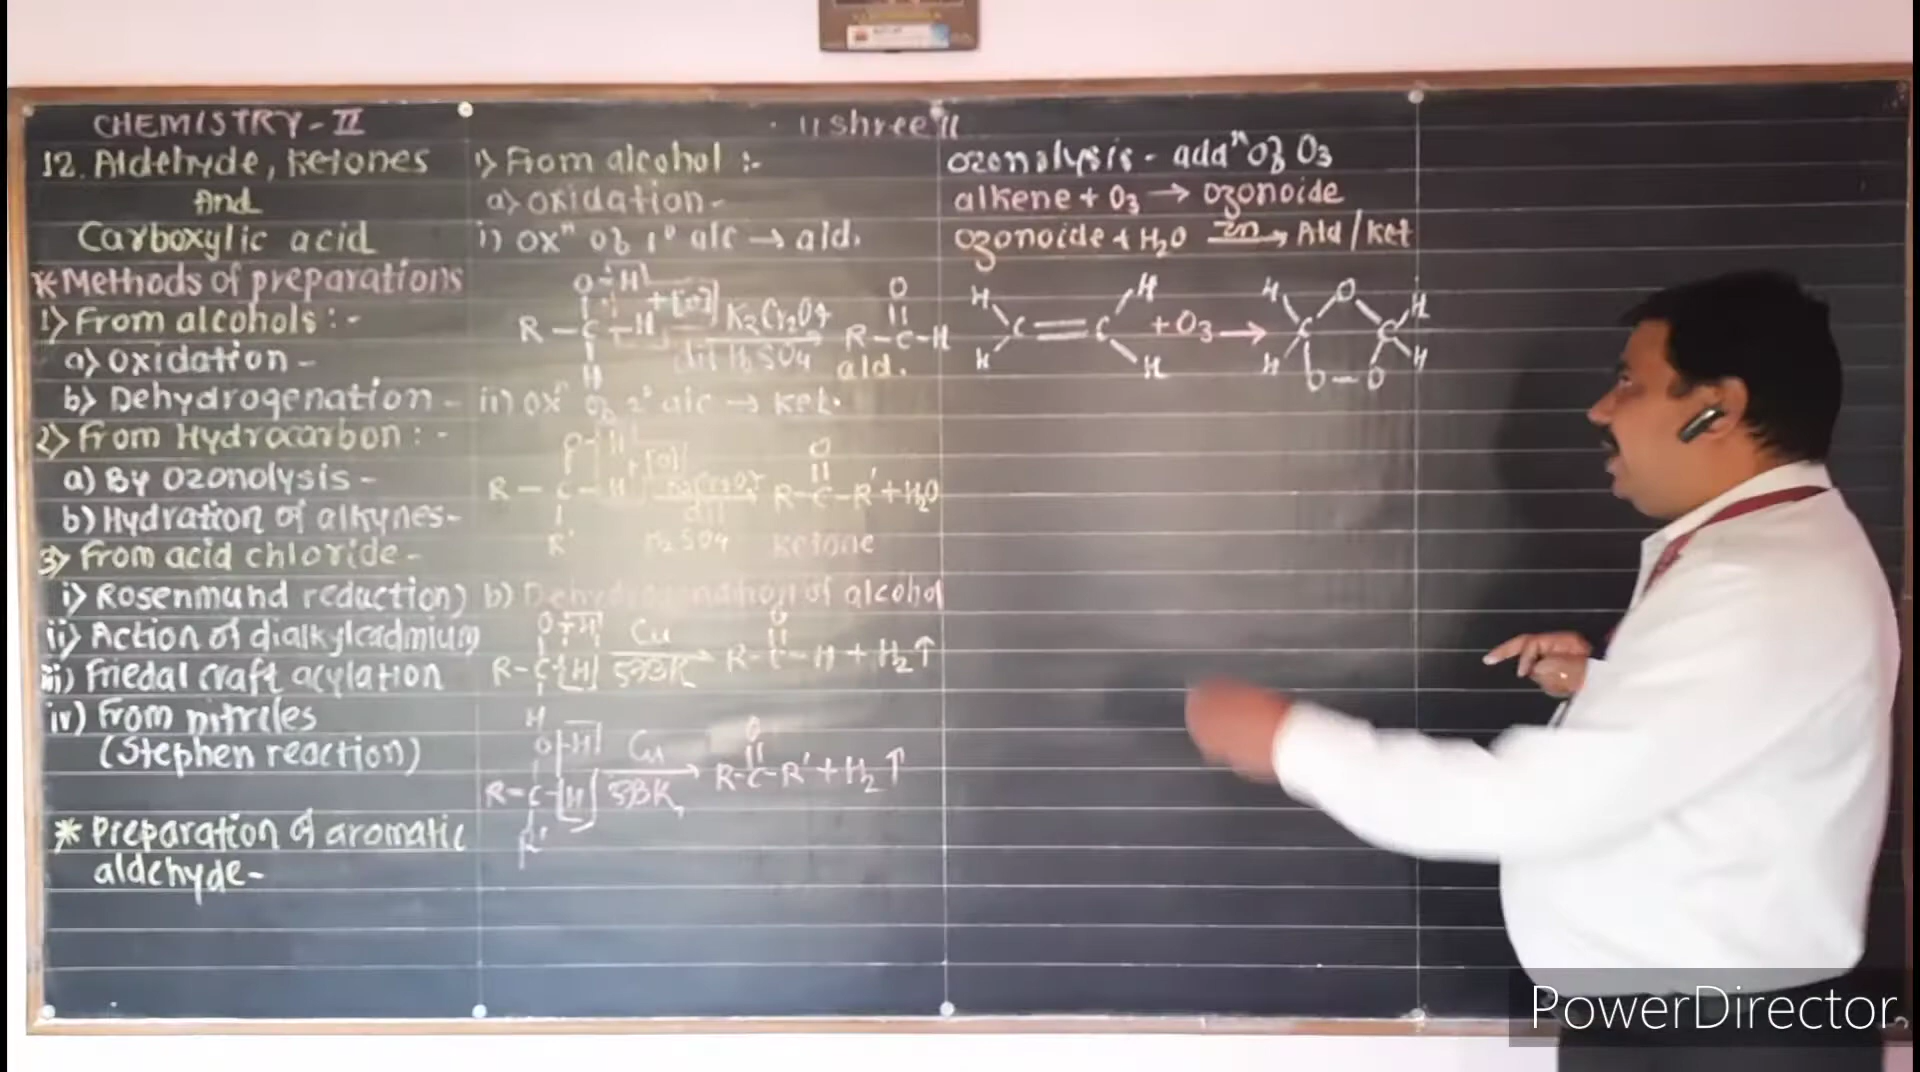 CHEMISTRY-II
12. Aldehyde, Ketones
And
Carboxylic acid
*Methods of preparations
1> From alcohols :-
a) Oxidation -
b> Dehydrogenation -
2> From Hydrocarbon : -
a) By Ozonolysis -
b) Hydration of alkynes-
3> From acid chloride -
i> Rosenmund reduction)
ii> Action of dialkylcadmium
iii) Friedal craft acylation
iv) From nitriles
(Stephen reaction)
* Preparation of aromatic
aldehyde-
॥ shree ॥
1> From alcohol :-
a> Oxidation -
i) oxⁿ of 1° alc → ald.
O-H
R - C - H + [O] K2Cr2O7 R-C-H
O
dil H2SO4 ald.
H
ii) oxⁿ of 2° alc → ket.
O-H
R - C - H + [O] K2Cr2O7 R-C-R' + H2O
O
dil
R' H2SO4 ketone
b) Dehydrogenation of alcohol
O-H Cu O
R-C-H 573K R-C-H + H2↑
H
O-H Cu O
R-C-H R-C-R' + H2↑
R'
ozonolysis - addⁿ of O3
alkene + O3 → ozonoide
ozonoide + H2O Zn→ Ald/ket
H H H O H
C=C + O3 → C C
H H H O-O H
PowerDirector